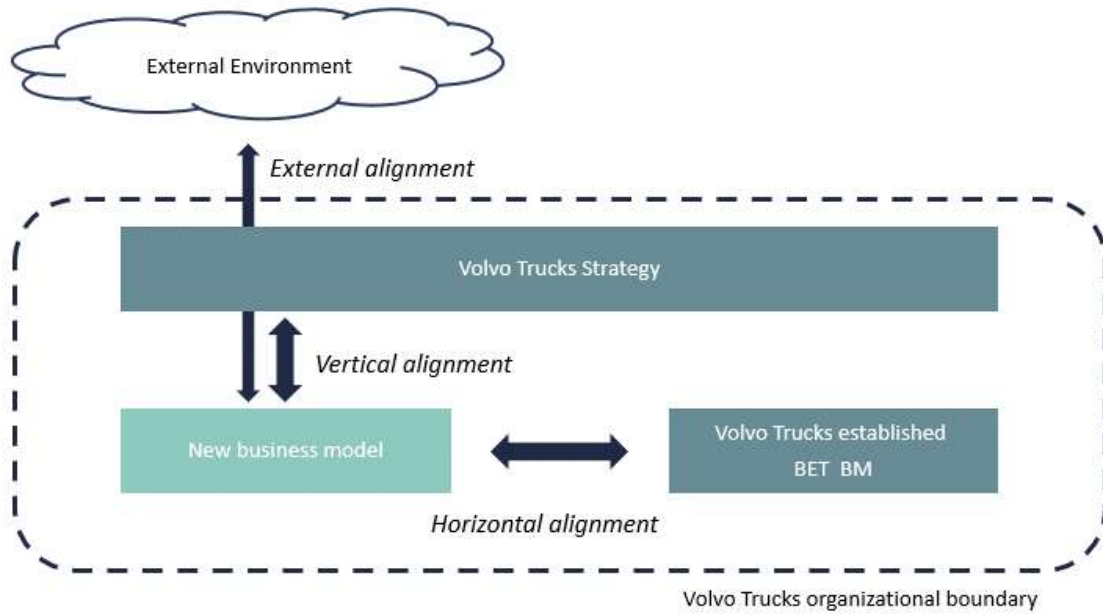 External Environment
External alignment
Volvo Trucks Strategy
Vertical alignment
New business model
Volvo Trucks established
BET BM
Horizontal alignment
Volvo Trucks organizational boundary